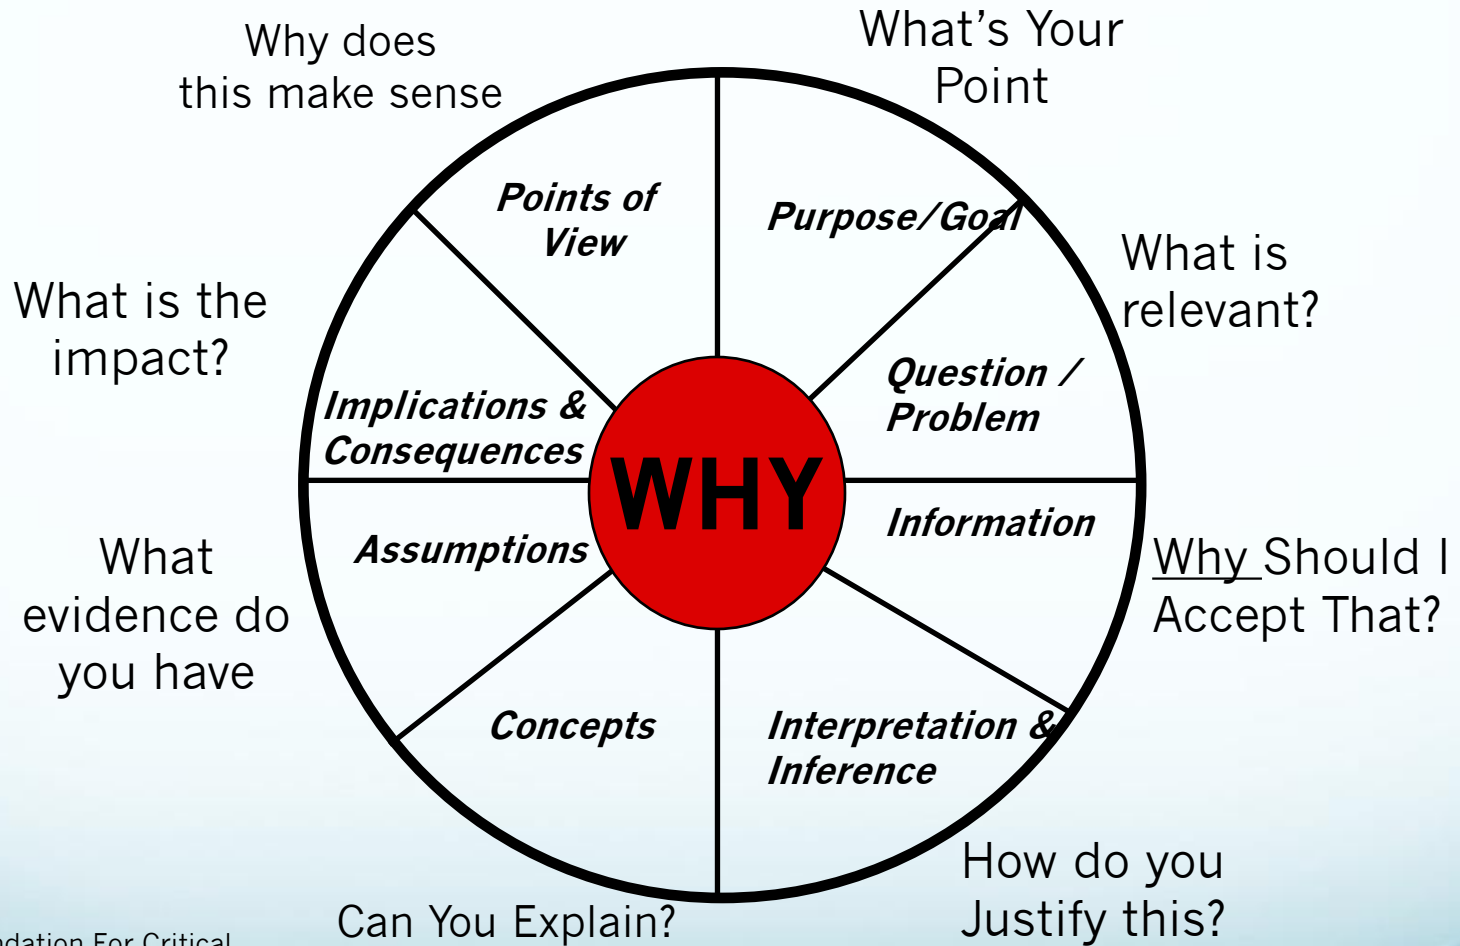 Why does
this make sense
What's Your
Point
Points of
View
Purpose/Goal
What is
relevant?
What is the
impact?
Question /
Problem
Implications &
Consequences
WHY
Information
Assumptions
Why Should I
Accept That?
What
evidence do
you have
Concepts
Interpretation &
Inference
How do you
Justify this?
Can You Explain?
For Critical